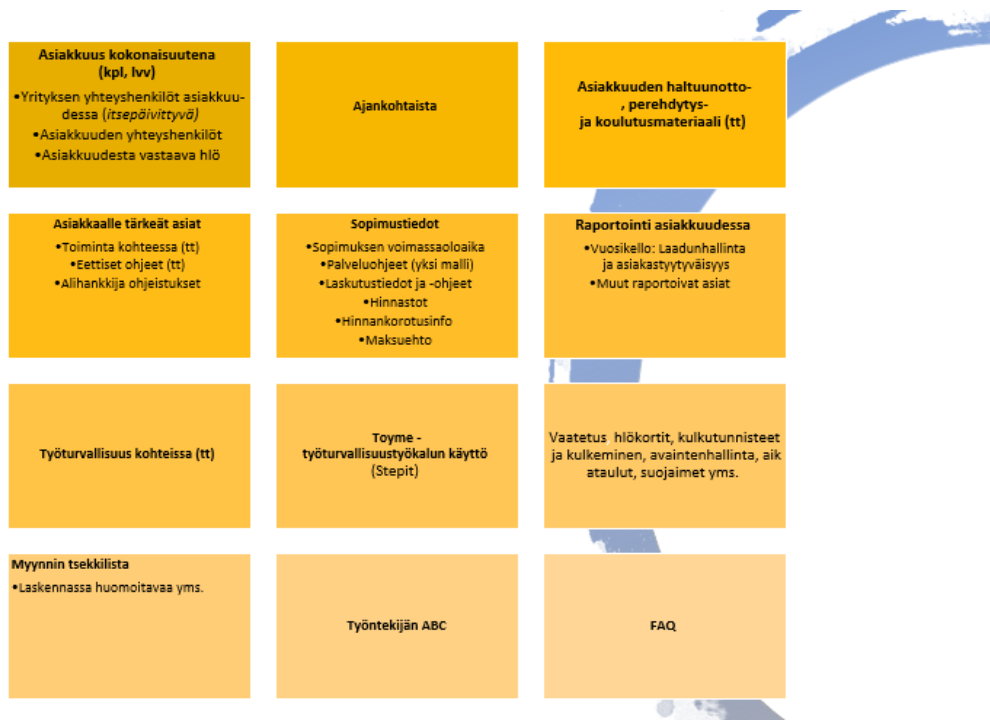 Asiakkuus kokonaisuutena
(kpl, lvv)
•Yrityksen yhteyshenkilöt asiakkuu-
dessa (itsepäivittyvä)
•Asiakkuuden yhteyshenkilöt
•Asiakkuudesta vastaava hlö
Ajankohtaista
Asiakkuuden haltuunotto-
, perehdytys-
ja koulutusmateriaali (tt)
Asiakkaalle tärkeät asiat
•Toiminta kohteessa (tt)
•Eettiset ohjeet (tt)
•Alihankkija ohjeistukset
Sopimustiedot
•Sopimuksen voimassaoloaika
•Palveluohjeet (yksi malli)
•Laskutustiedot ja -ohjeet
•Hinnastot
•Hinnankorotusinfo
•Maksuehto
Raportointi asiakkuudessa
•Vuosikello: Laadunhallinta
ja asiakastyytyväisyys
•Muut raportoivat asiat
Työturvallisuus kohteissa (tt)
Toyme -
työturvallisuustyökalun käyttö
(Stepit)
Vaatetus, hlökortit, kulkutunnisteet
ja kulkeminen, avaintenhallinta, aik
ataulut, suojaimet yms.
Myynnin tsekkilista
•Laskennassa huomoitavaa yms.
Työntekijän ABC
FAQ